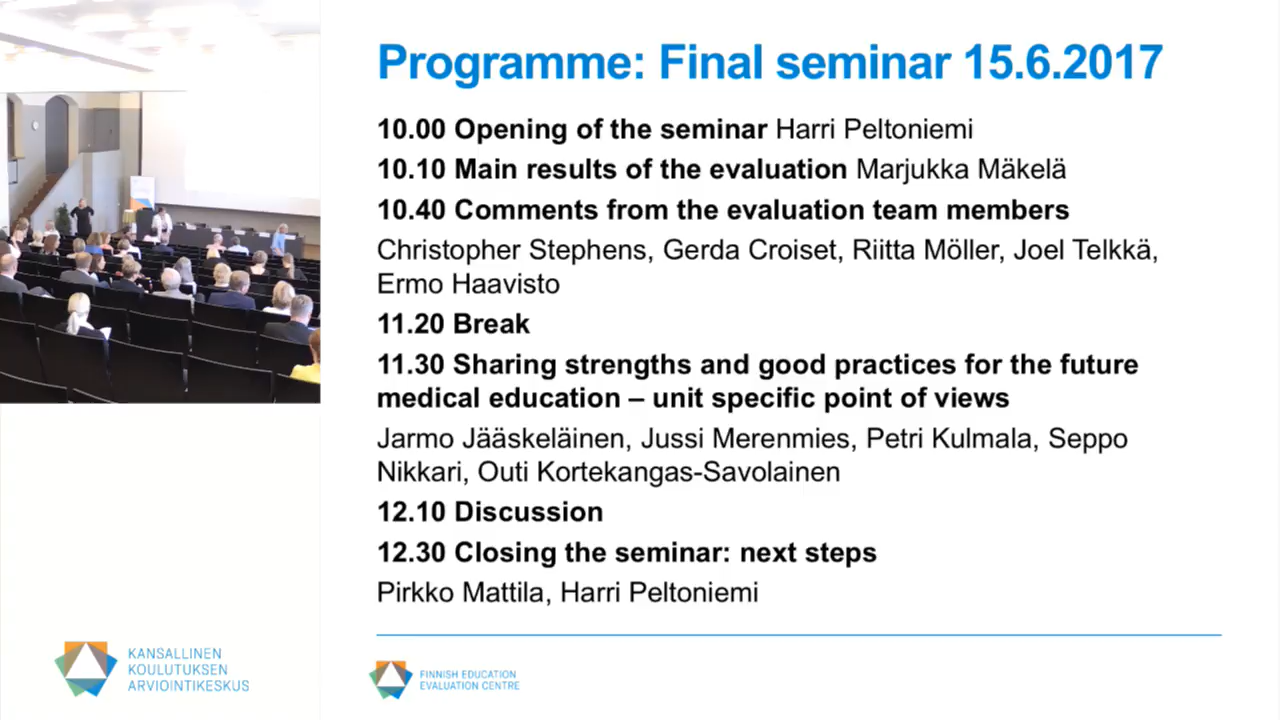 Programme: Final seminar 15.6.2017
10.00 Opening of the seminar Harri Peltoniemi
10.10 Main results of the evaluation Marjukka Mäkelä
10.40 Comments from the evaluation team members
Christopher Stephens, Gerda Croiset, Riitta Möller, Joel Telkkä,
Ermo Haavisto
11.20 Break
11.30 Sharing strengths and good practices for the future
medical education – unit specific point of views
Jarmo Jääskeläinen, Jussi Merenmies, Petri Kulmala, Seppo
Nikkari, Outi Kortekangas-Savolainen
12.10 Discussion
12.30 Closing the seminar: next steps
Pirkko Mattila, Harri Peltoniemi
KANSALLINEN
KOULUTUKSEN
ARVIOINTIKESKUS
FINNISH EDUCATION
EVALUATION CENTRE